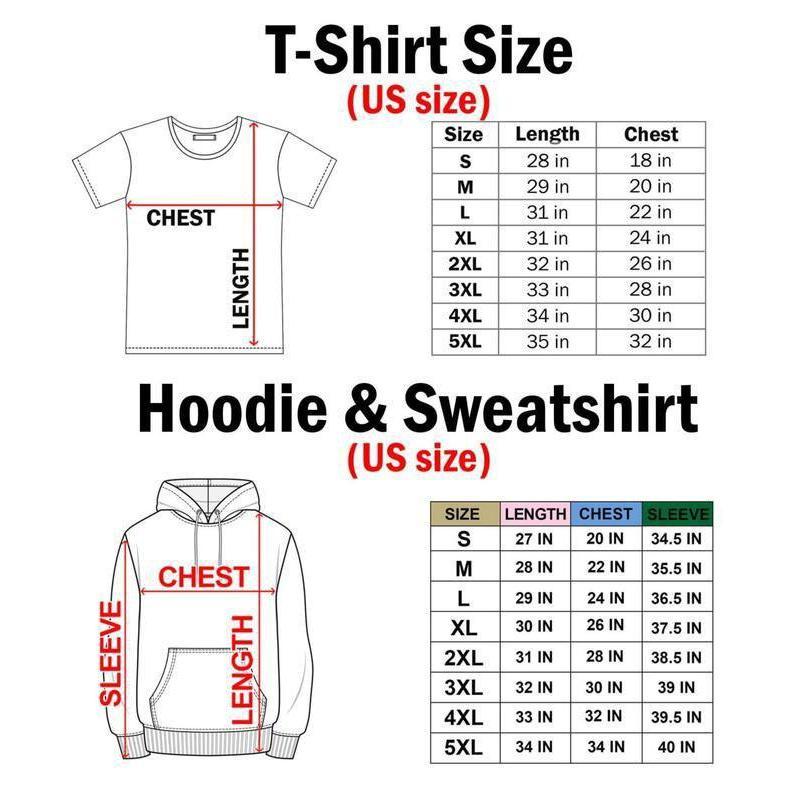 T-Shirt Size
(US size)
CHEST
LENGTH
Size Length Chest
S 28 in 18 in
M 29 in 20 in
L 31 in 22 in
XL 31 in 24 in
2XL 32 in 26 in
3XL 33 in 28 in
4XL 34 in 30 in
5XL 35 in 32 in
Hoodie & Sweatshirt
(US size)
CHEST
SLEEVE
LENGTH
SIZE LENGTH CHEST SLEEVE
S 27 IN 20 IN 34.5 IN
M 28 IN 22 IN 35.5 IN
L 29 IN 24 IN 36.5 IN
XL 30 IN 26 IN 37.5 IN
2XL 31 IN 28 IN 38.5 IN
3XL 32 IN 30 IN 39 IN
4XL 33 IN 32 IN 39.5 IN
5XL 34 IN 34 IN 40 IN